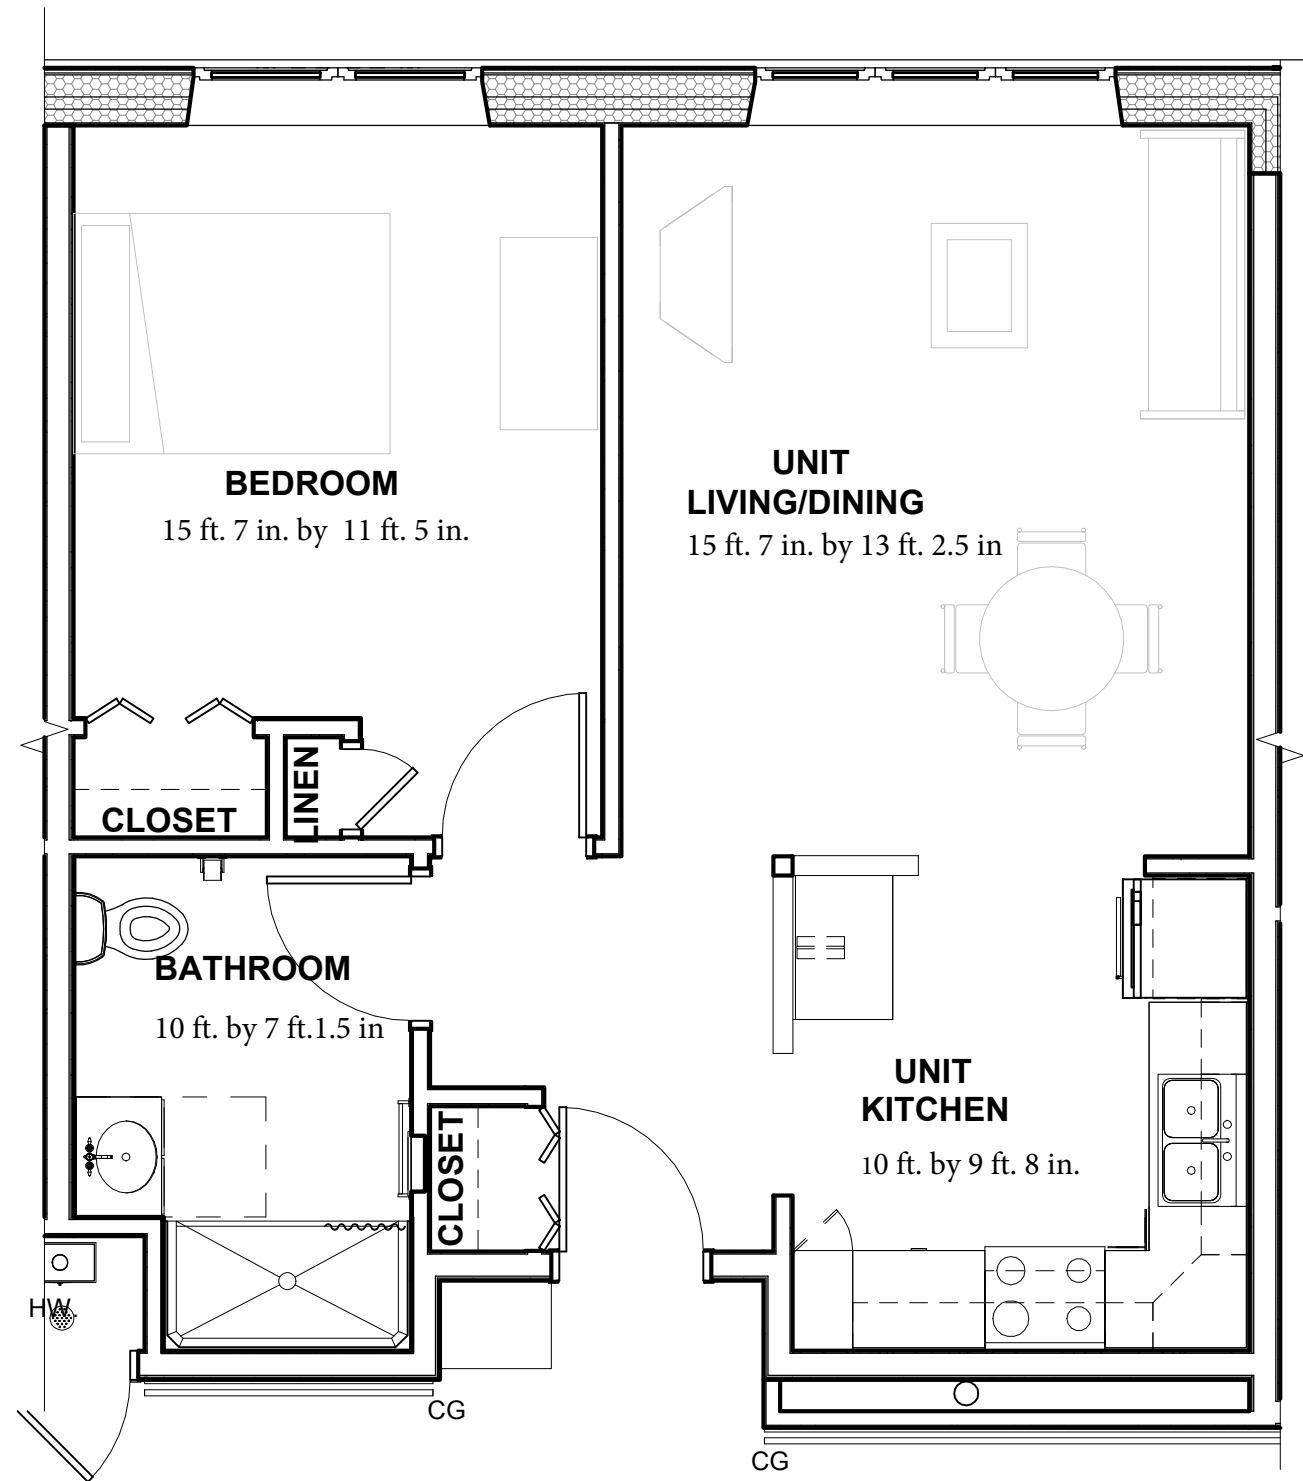 BEDROOM
15 ft. 7 in. by 11 ft. 5 in.
UNIT
LIVING/DINING
15 ft. 7 in. by 13 ft. 2.5 in
CLOSET
LINEN
BATHROOM
10 ft. by 7 ft.1.5 in
UNIT
KITCHEN
10 ft. by 9 ft. 8 in.
CLOSET
HW.
CG
CG